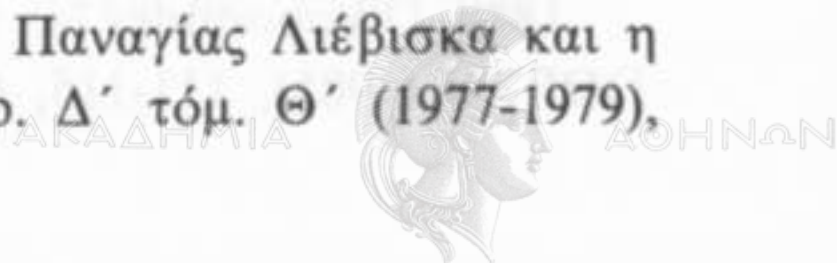 Παναγίας Λιέβισκα και η
Δ΄ τόμ. Θ΄ (1977-1979),
ΑΚΑΔΗΜΙΑ ΑΘΗΝΩΝ